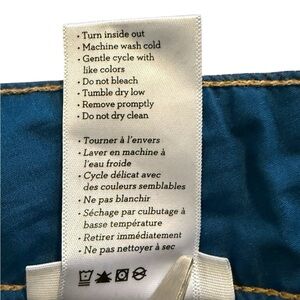 • Turn inside out
• Machine wash cold
• Gentle cycle with
like colors
• Do not bleach
• Tumble dry low
• Remove promptly
• Do not dry clean
• Tourner à l'envers
• Laver en machine à
l'eau froide
• Cycle délicat avec
des couleurs semblables
• Ne pas blanchir
• Séchage par culbutage à
basse température
• Retirer immédiatement
• Ne pas nettoyer à sec